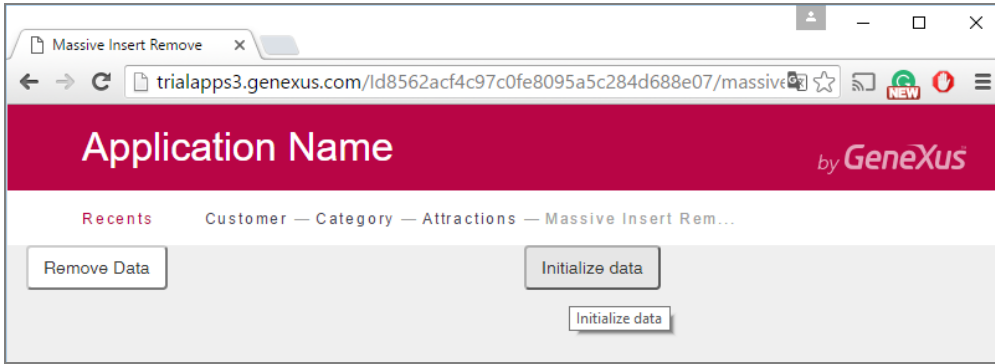 Massive Insert Remove
trialapps3.genexus.com/Id8562acf4c97c0fe8095a5c284d688e07/massive
NEW
Application Name
by GeneXus
Recents Customer — Category — Attractions — Massive Insert Rem...
Remove Data Initialize data
Initialize data